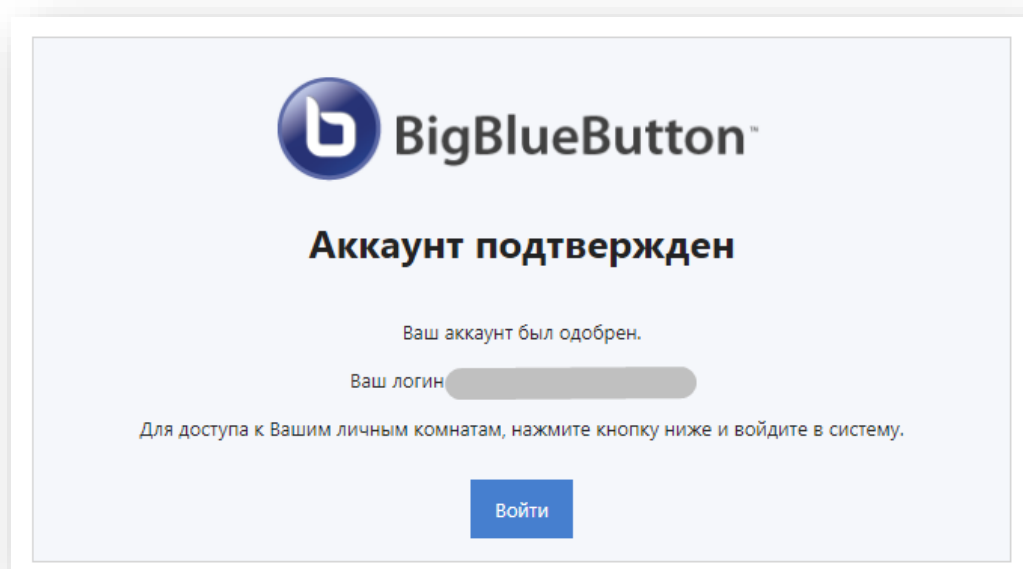 BigBlueButton™
Аккаунт подтвержден
Ваш аккаунт был одобрен.
Ваш логин
Для доступа к Вашим личным комнатам, нажмите кнопку ниже и войдите в систему.
Войти